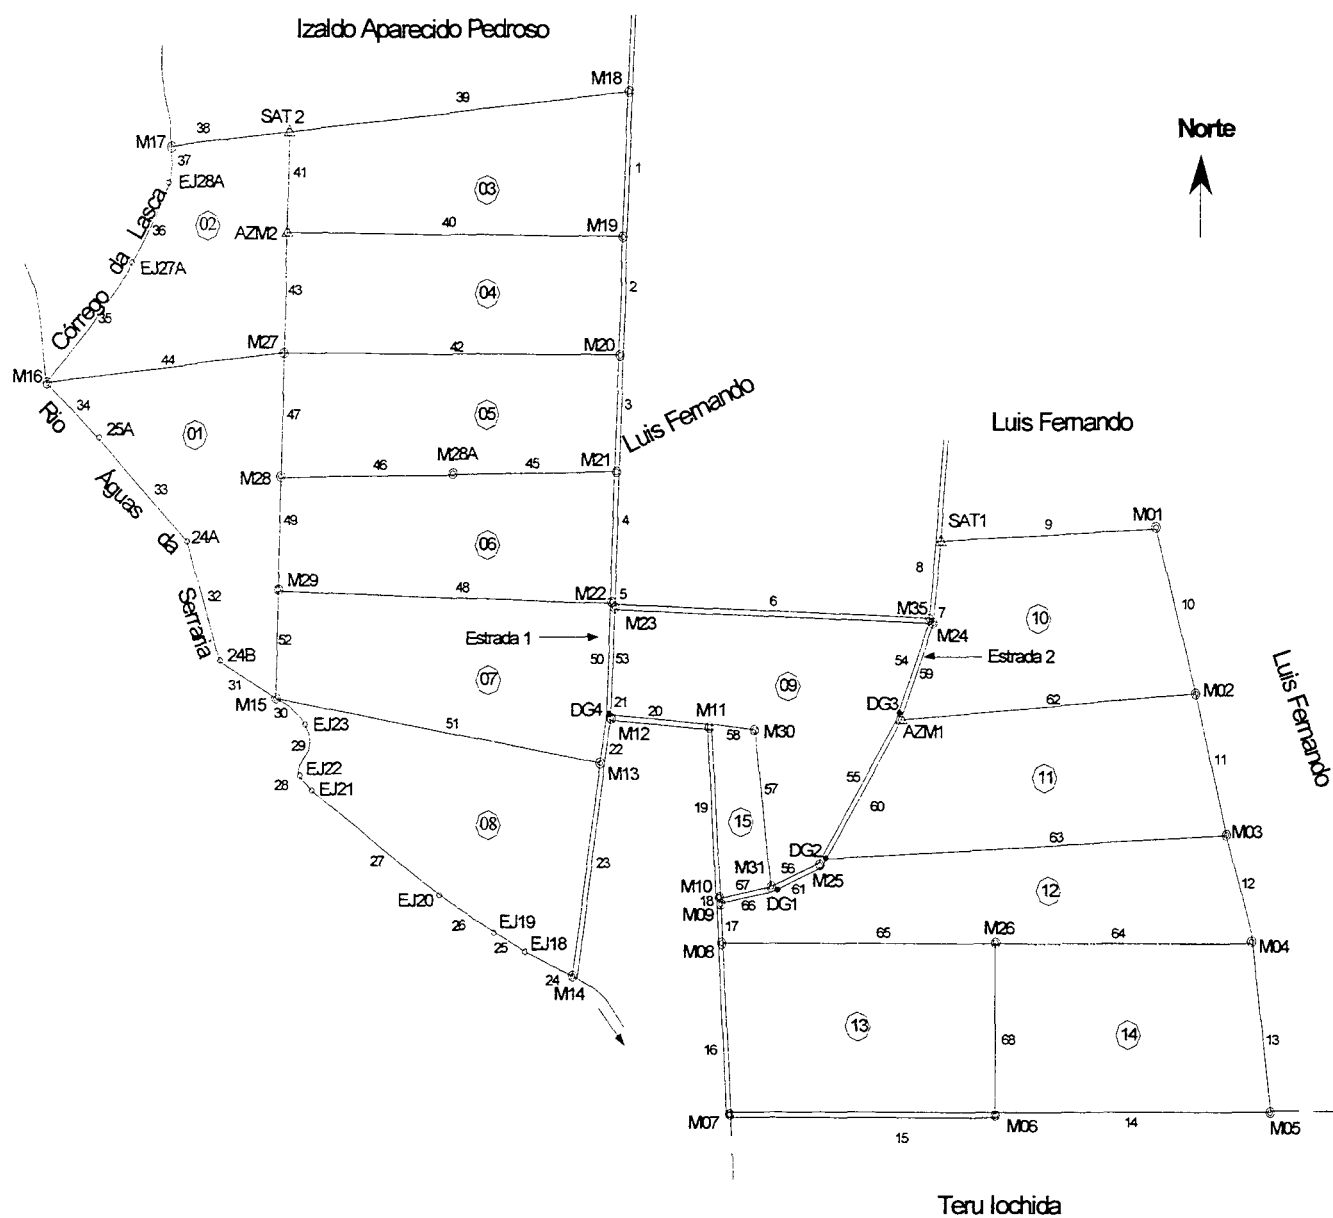 Izaldo Aparecido Pedroso
M18
39
SAT 2
38
M17
Norte
37
41
1
EJ28A
03
02
36
40
M19
AZM2
Córrego da Lasca
EJ27A
04
43
2
35
M27
42
M20
44
M16
34
Rio Águas da Serraria
47
05
3
Luis Fernando
01
25A
Luis Fernando
M28A
46
45
M21
M28
33
49
4
SAT1
9
M01
24A
06
8
M29
32
48
M22
5
6
M35
7
10
10
M23
M24
Estrada 1
52
50
53
54
59
Estrada 2
24B
07
09
Luis Fernando
31
M15
21
DG3
62
M02
30
51
DG4
20
M11
AZM1
EJ23
M12
58
M30
29
22
11
EJ22
M13
55
57
11
28
EJ21
60
19
08
15
63
M03
23
DG2
27
M31
56
M25
M10
67
12
12
EJ20
18
66
61
DG1
M09
26
EJ19
17
M26
25
EJ18
M08
65
64
M04
24
M14
13
14
68
13
16
M07
M06
14
M05
15
Teru Iochida